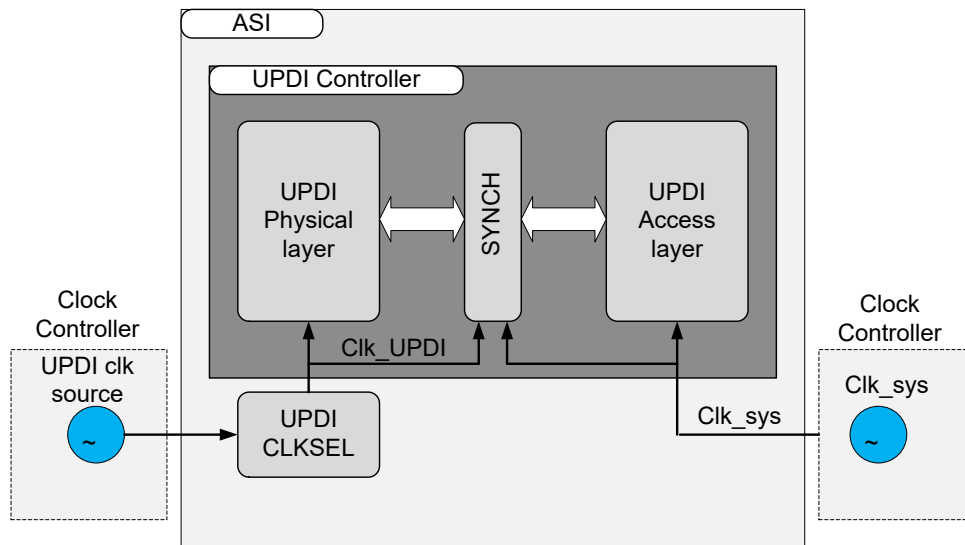 ASI
UPDI Controller
UPDI
Physical
layer
SYNCH
UPDI
Access
layer
Clock
Controller
UPDI clk
source
~
Clk_UPDI
UPDI
CLKSEL
Clk_sys
Clock
Controller
Clk_sys
~